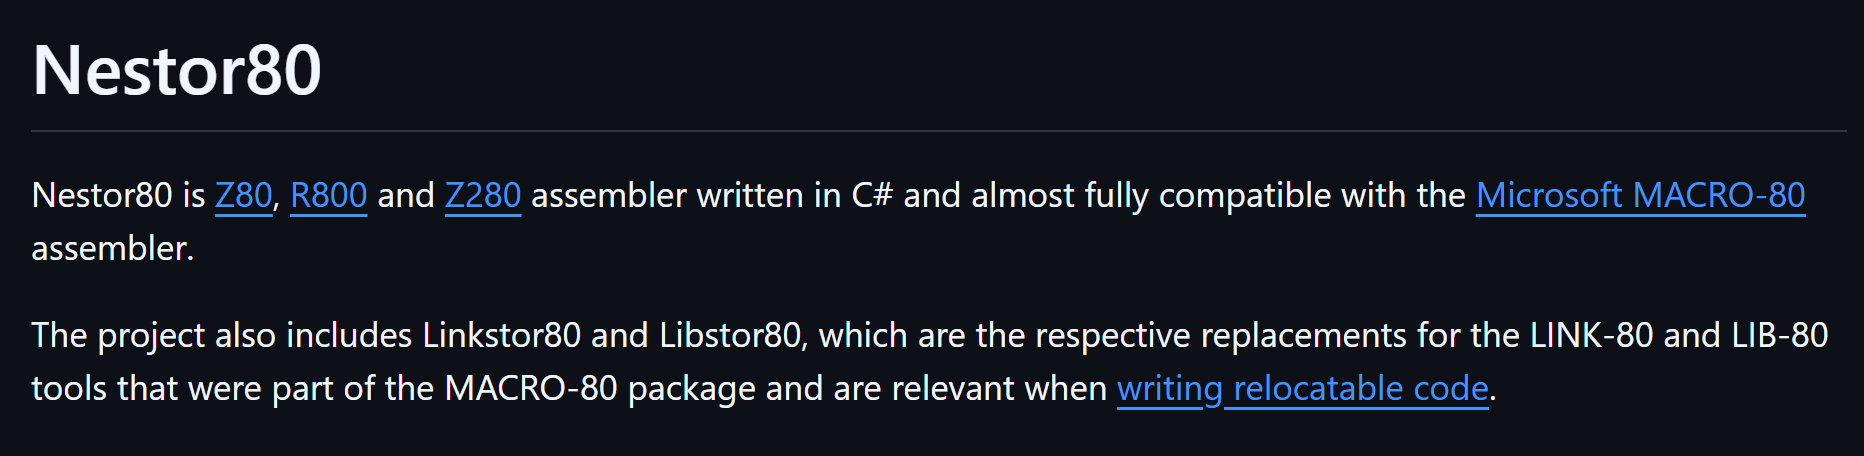 Nestor80
Nestor80 is Z80, R800 and Z280 assembler written in C# and almost fully compatible with the Microsoft MACRO-80
assembler.
The project also includes Linkstor80 and Libstor80, which are the respective replacements for the LINK-80 and LIB-80
tools that were part of the MACRO-80 package and are relevant when writing relocatable code.